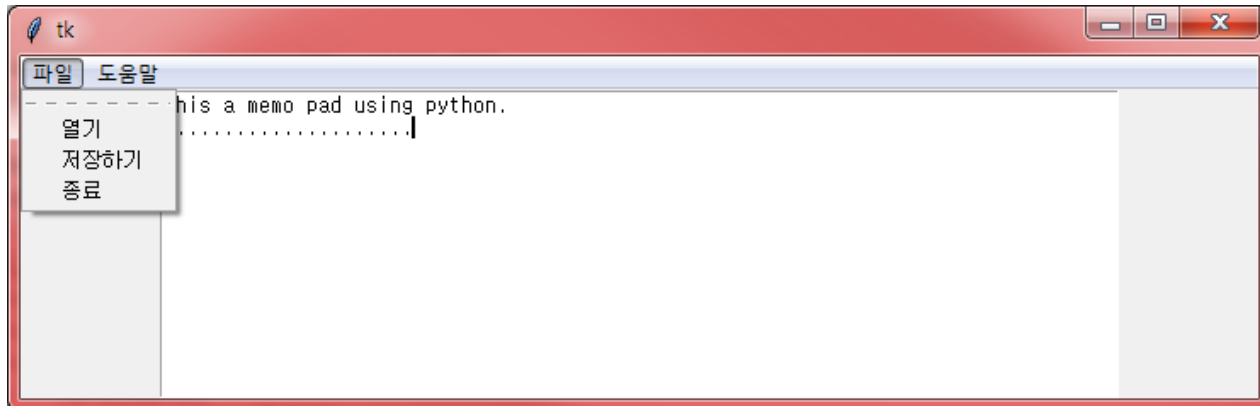 tk
파일 도움말
his a memo pad using python.
.....................
열기
저장하기
종료